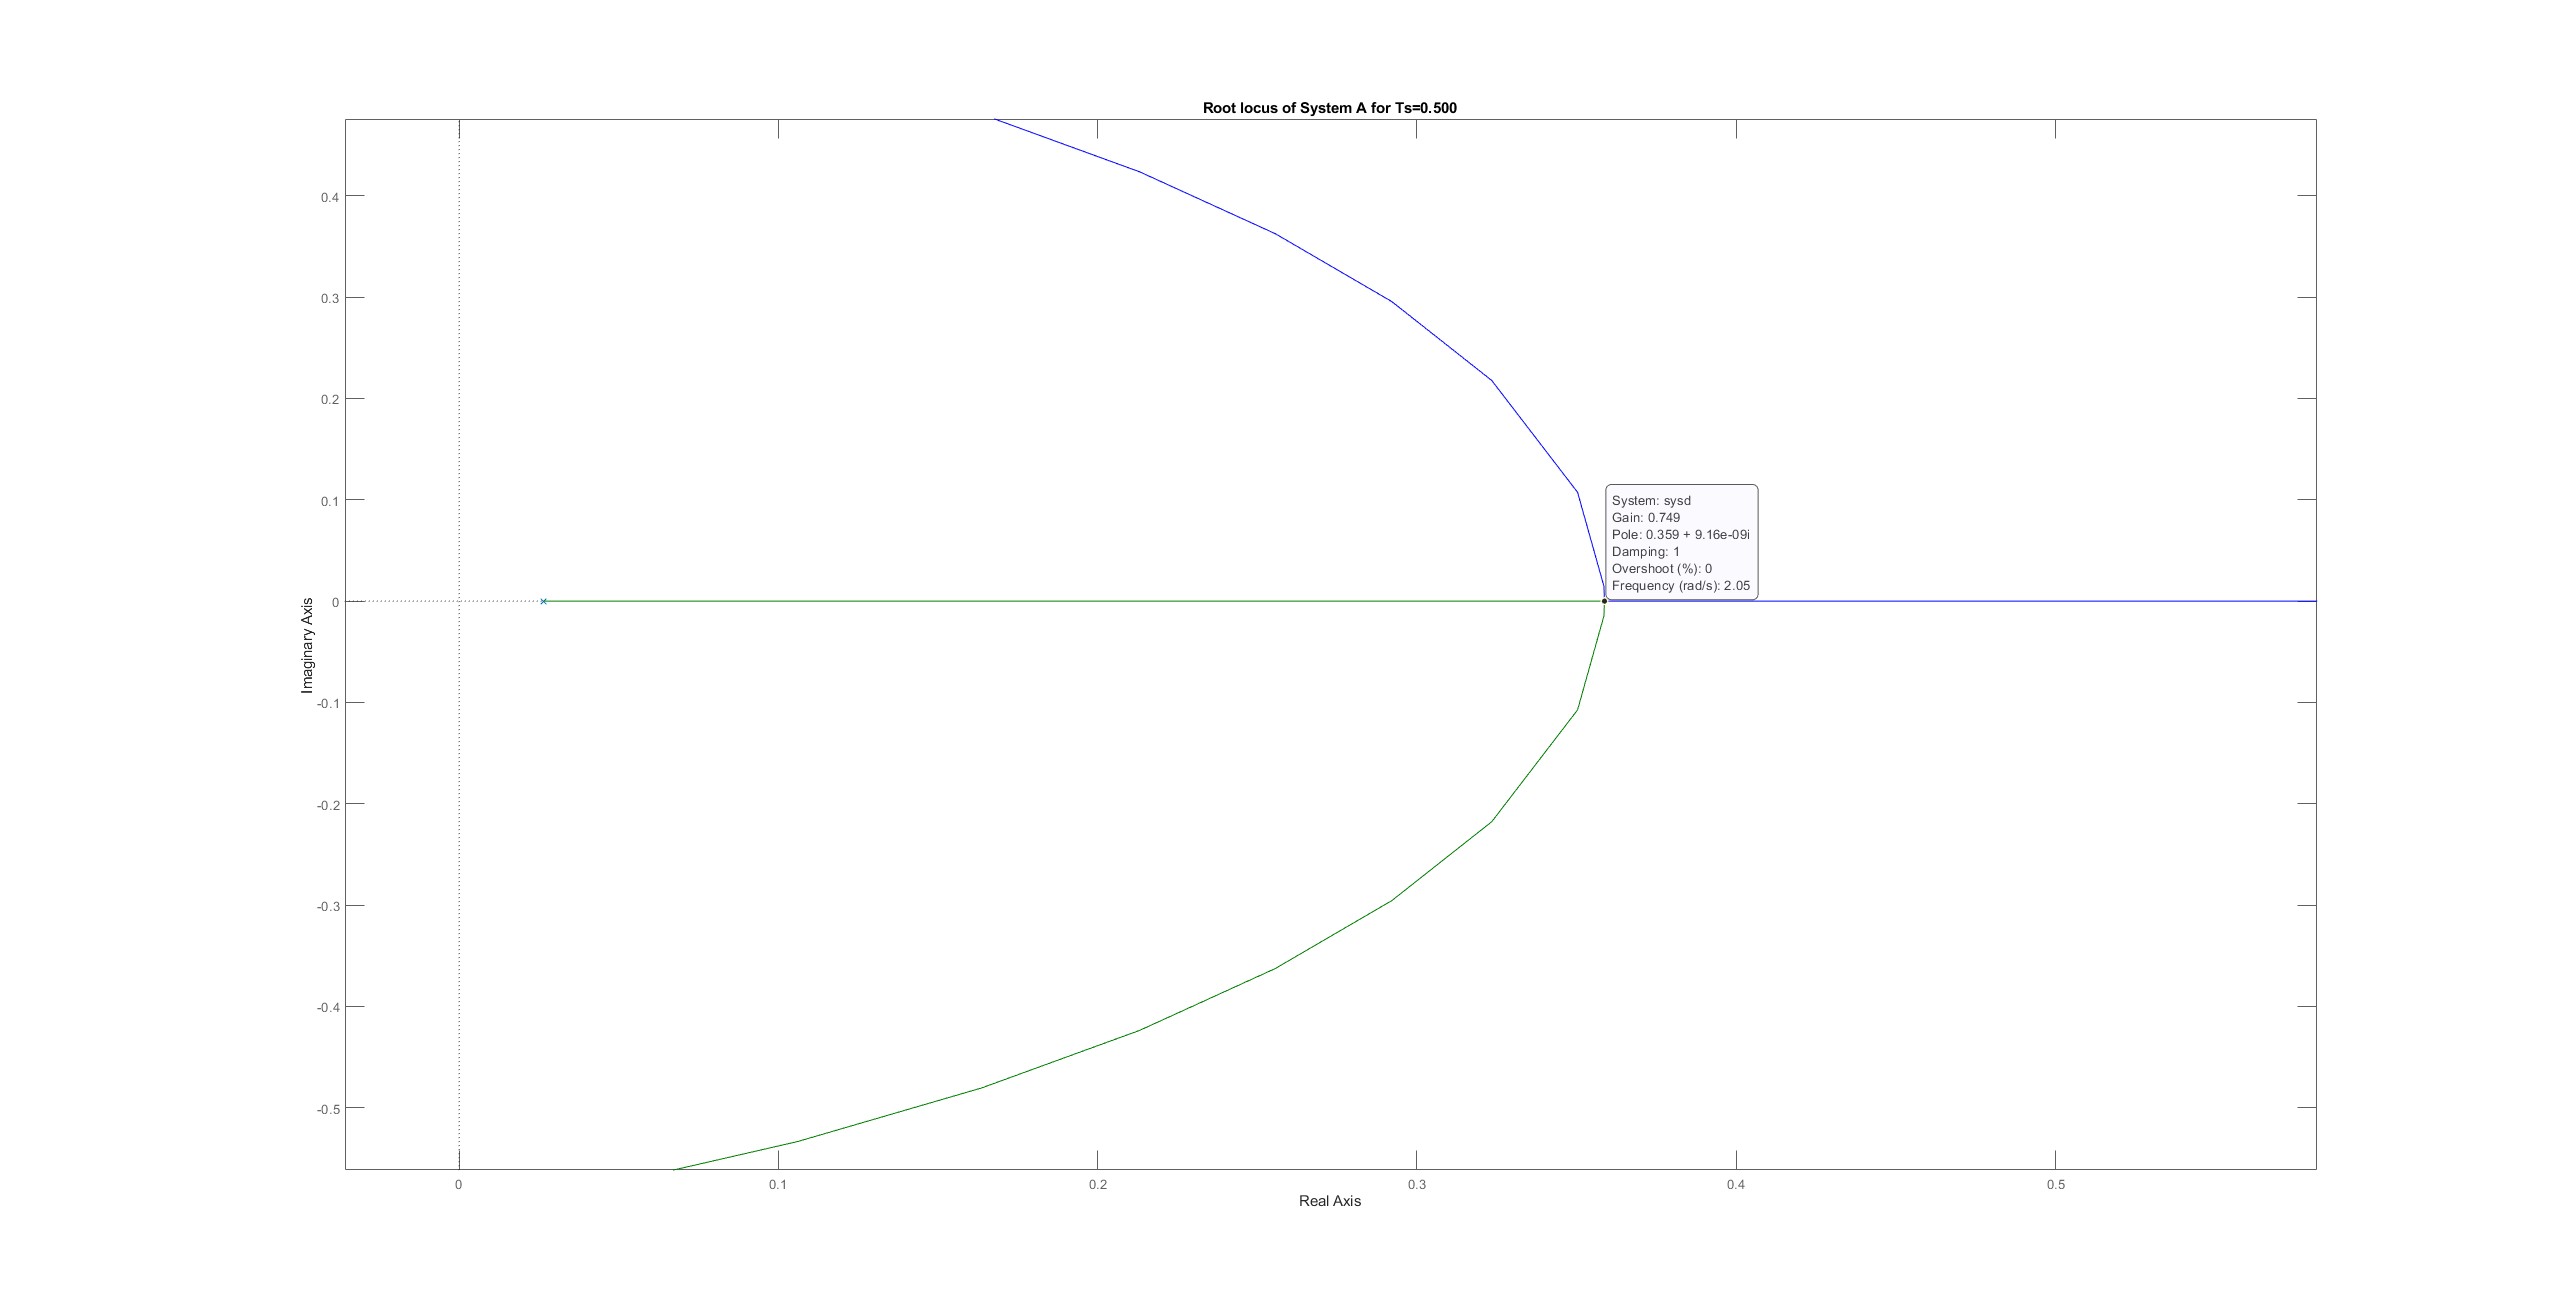 Root locus of System A for Ts=0.500
0.4
0.3
0.2
0.1
0
-0.1
-0.2
-0.3
-0.4
-0.5
Imaginary Axis
System: sysd
Gain: 0.749
Pole: 0.359 + 9.16e-09i
Damping: 1
Overshoot (%): 0
Frequency (rad/s): 2.05
0
0.1
0.2
0.3
0.4
0.5
Real Axis